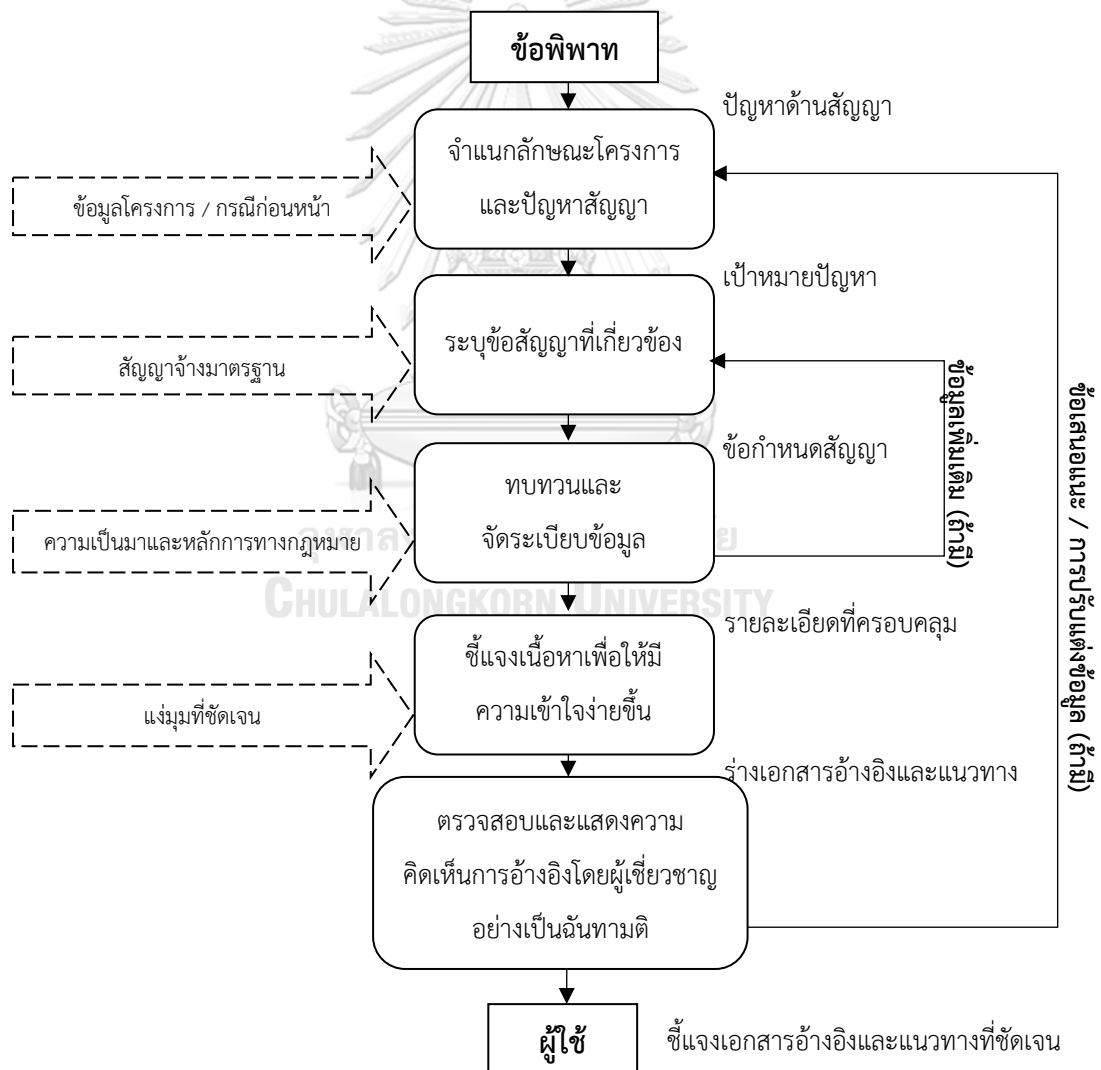 ข้อพิพาท
ปัญหาด้านสัญญา
จำแนกลักษณะโครงการ
และปัญหาสัญญา
ข้อมูลโครงการ / กรณีก่อนหน้า
เป้าหมายปัญหา
ระบุข้อสัญญาที่เกี่ยวข้อง
สัญญาจ้างมาตรฐาน
ข้อมูลเพิ่มเติม (ถ้ามี)
ข้อเสนอแนะ / การปรับแต่งข้อมูล (ถ้ามี)
ข้อกำหนดสัญญา
ทบทวนและ
จัดระเบียบข้อมูล
ความเป็นมาและหลักการทางกฎหมาย
CHULALONGKORN UNIVERSITY
รายละเอียดที่ครอบคลุม
ชี้แจงเนื้อหาเพื่อให้มี
ความเข้าใจง่ายขึ้น
แง่มุมที่ชัดเจน
ร่างเอกสารอ้างอิงและแนวทาง
ตรวจสอบและแสดงความ
คิดเห็นการอ้างอิงโดยผู้เชี่ยวชาญ
อย่างเป็นฉันทามติ
ผู้ใช้
ชี้แจงเอกสารอ้างอิงและแนวทางที่ชัดเจน